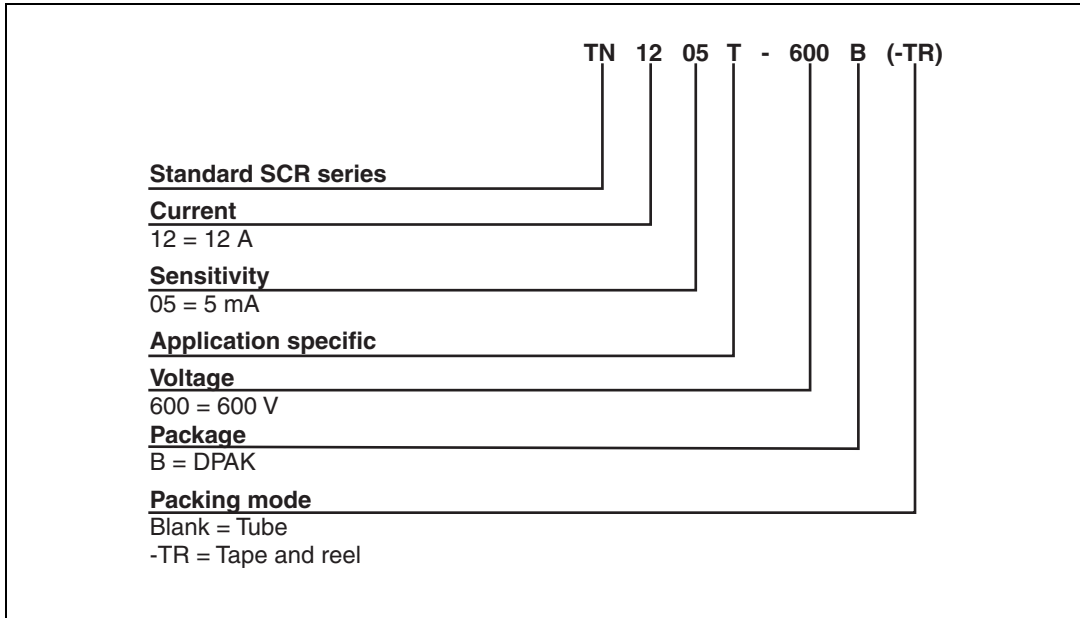 TN 12 05 T - 600 B (-TR)
Standard SCR series
Current
12 = 12 A
Sensitivity
05 = 5 mA
Application specific
Voltage
600 = 600 V
Package
B = DPAK
Packing mode
Blank = Tube
-TR = Tape and reel